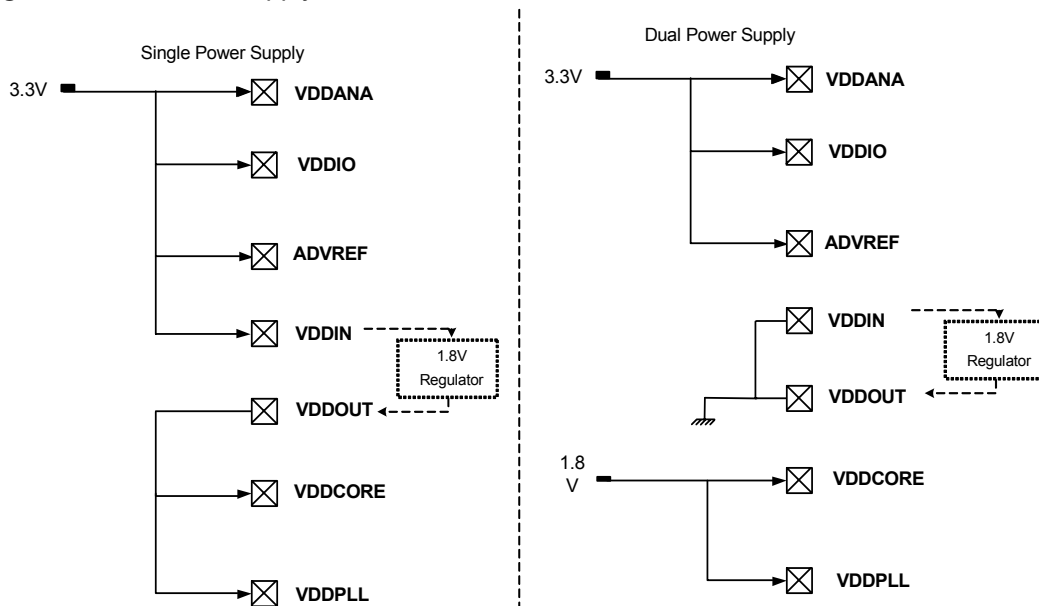 Single Power Supply
3.3V
VDDANA
VDDIO
ADVREF
VDDIN
1.8V
Regulator
VDDOUT
VDDCORE
VDDPLL
Dual Power Supply
3.3V
VDDANA
VDDIO
ADVREF
VDDIN
1.8V
Regulator
VDDOUT
1.8
V
VDDCORE
VDDPLL